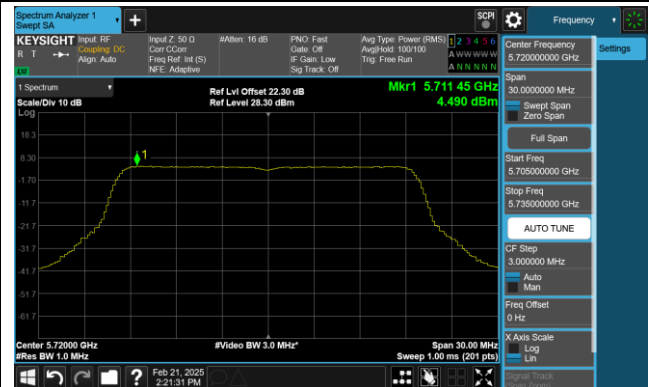 Spectrum Analyzer 1
Swept SA
SCPI
Frequency
KEYSIGHT
R T
Input: RF
Coupling: DC
Align: Auto
Input Z: 50 Ω
Corr CCorr
Freq Ref: Int (S)
NFE: Adaptive
#Atten: 16 dB
PNO: Fast
Gate: Off
IF Gain: Low
Sig Track: Off
Avg Type: Power (RMS)
Avg|Hold: 100/100
Trig: Free Run
1 2 3 4 5 6
A W W W W W
A N N N N N
1 Spectrum
Scale/Div 10 dB
Log
Ref Lvl Offset 22.30 dB
Ref Level 28.30 dBm
Mkr1 5.711 45 GHz
4.490 dBm
18.3
8.30
-1.70
-11.7
-21.7
-31.7
-41.7
-51.7
-61.7
1
Center 5.72000 GHz
#Res BW 1.0 MHz
#Video BW 3.0 MHz*
Span 30.00 MHz
Sweep 1.00 ms (201 pts)
Feb 21, 2025
2:21:31 PM
Center Frequency
5.720000000 GHz
Settings
Span
30.0000000 MHz
Swept Span
Zero Span
Full Span
Start Freq
5.705000000 GHz
Stop Freq
5.735000000 GHz
AUTO TUNE
CF Step
3.000000 MHz
Auto
Man
Freq Offset
0 Hz
X Axis Scale
Log
Lin
Signal Track
(Span Zoom)